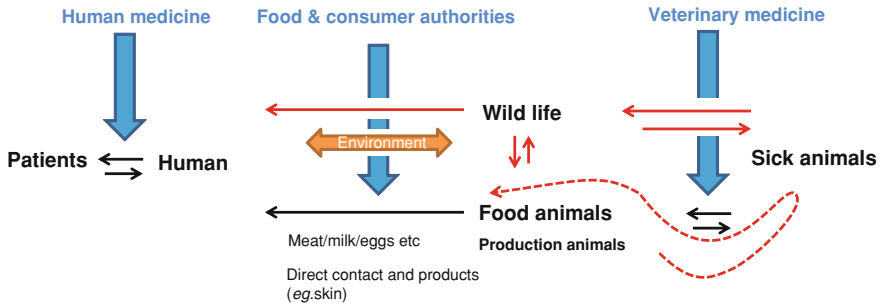 Human medicine
Food & consumer authorities
Veterinary medicine
Wild life
Environment
Patients
Human
Sick animals
Food animals
Meat/milk/eggs etc
Production animals
Direct contact and products
(eg.skin)